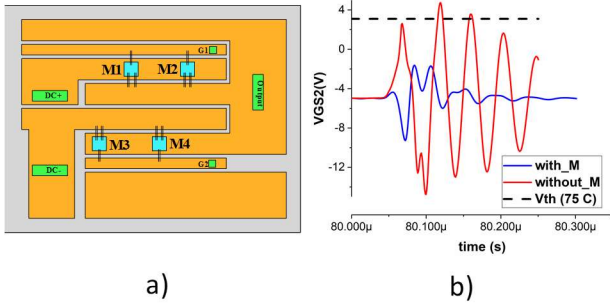 G1
M1 M2
DC+
Output
M3 M4
DC-
G2
a)
VGS2(V)
4
0
-4
-8
-12
with_M
without_M
Vth (75 C)
80.000µ 80.100µ 80.200µ 80.300µ
time (s)
b)